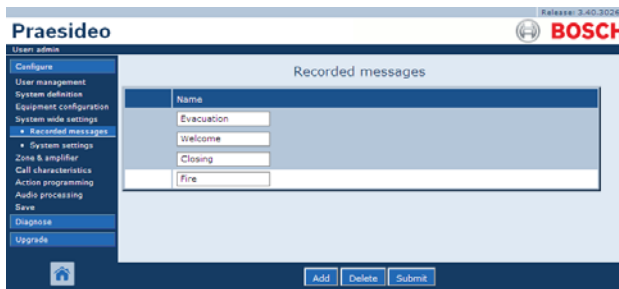 Release: 3.40.3024
Praesideo
BOSCH
User: admin
Configure
User management
System definition
Equipment configuration
System wide settings
Recorded messages
System settings
Zone & amplifier
Call characteristics
Action programming
Audio processing
Save
Diagnose
Upgrade
Recorded messages
Name
Evacuation
Welcome
Closing
Fire
Add Delete Submit